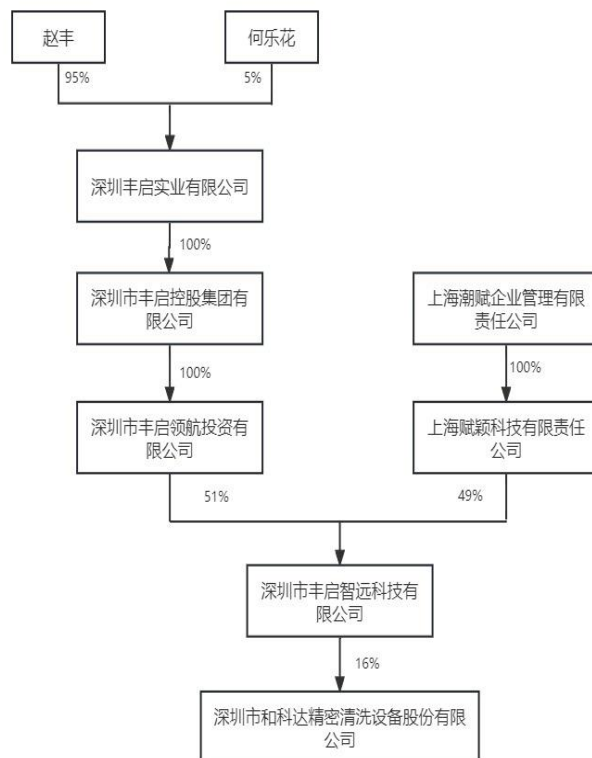 赵丰
何乐花
95%
5%
深圳丰启实业有限公司
100%
深圳市丰启控股集团有
限公司
上海潮赋企业管理有限
责任公司
100%
100%
深圳市丰启领航投资有
限公司
上海赋颖科技有限责任
公司
51%
49%
深圳市丰启智远科技有
限公司
16%
深圳市和科达精密清洗设备股份有限
公司